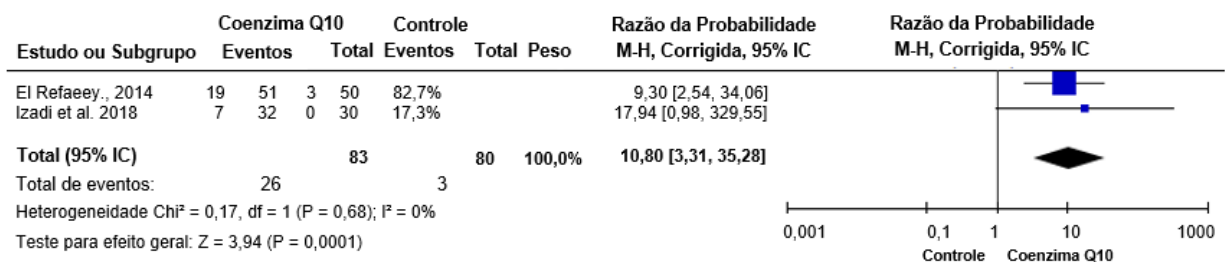 Coenzima Q10 Controle Razão da Probabilidade Razão da Probabilidade
Estudo ou Subgrupo Eventos Total Eventos Total Peso M-H, Corrigida, 95% IC M-H, Corrigida, 95% IC
El Refaeey., 2014 19 51 3 50 82,7% 9,30 [2,54, 34,06]
Izadi et al. 2018 7 32 0 30 17,3% 17,94 [0,98, 329,55]
Total (95% IC) 83 80 100,0% 10,80 [3,31, 35,28]
Total de eventos: 26 3
Heterogeneidade Chi² = 0,17, df = 1 (P = 0,68); I² = 0%
Teste para efeito geral: Z = 3,94 (P = 0,0001)
0,001 0,1 1 10 1000
Controle Coenzima Q10